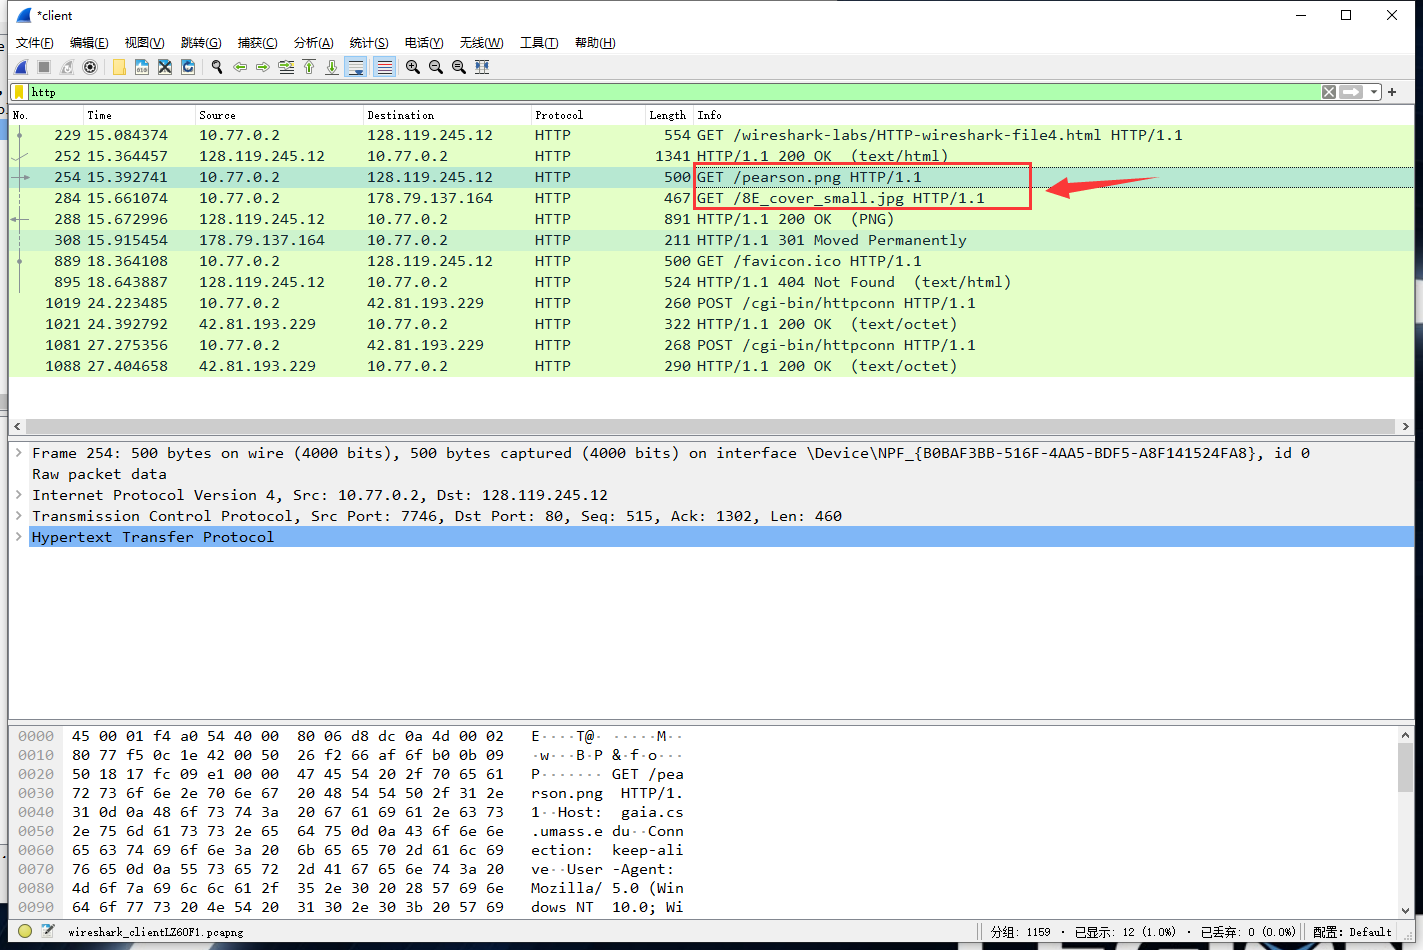 *client
文件(F) 编辑(E) 视图(V) 跳转(G) 捕获(C) 分析(A) 统计(S) 电话(Y) 无线(W) 工具(T) 帮助(H)
http
No. Time Source Destination Protocol Length Info
229 15.084374 10.77.0.2 128.119.245.12 HTTP 554 GET /wireshark-labs/HTTP-wireshark-file4.html HTTP/1.1
252 15.364457 128.119.245.12 10.77.0.2 HTTP 1341 HTTP/1.1 200 OK (text/html)
254 15.392741 10.77.0.2 128.119.245.12 HTTP 500 GET /pearson.png HTTP/1.1
284 15.661074 10.77.0.2 178.79.137.164 HTTP 467 GET /8E_cover_small.jpg HTTP/1.1
288 15.672996 128.119.245.12 10.77.0.2 HTTP 891 HTTP/1.1 200 OK (PNG)
308 15.915454 178.79.137.164 10.77.0.2 HTTP 211 HTTP/1.1 301 Moved Permanently
889 18.364108 10.77.0.2 128.119.245.12 HTTP 500 GET /favicon.ico HTTP/1.1
895 18.643887 128.119.245.12 10.77.0.2 HTTP 524 HTTP/1.1 404 Not Found (text/html)
1019 24.223485 10.77.0.2 42.81.193.229 HTTP 260 POST /cgi-bin/httpconn HTTP/1.1
1021 24.392792 42.81.193.229 10.77.0.2 HTTP 322 HTTP/1.1 200 OK (text/octet)
1081 27.275356 10.77.0.2 42.81.193.229 HTTP 268 POST /cgi-bin/httpconn HTTP/1.1
1088 27.404658 42.81.193.229 10.77.0.2 HTTP 290 HTTP/1.1 200 OK (text/octet)
Frame 254: 500 bytes on wire (4000 bits), 500 bytes captured (4000 bits) on interface \Device\NPF_{B0BAF3BB-516F-4AA5-BDF5-A8F141524FA8}, id 0
Raw packet data
Internet Protocol Version 4, Src: 10.77.0.2, Dst: 128.119.245.12
Transmission Control Protocol, Src Port: 7746, Dst Port: 80, Seq: 515, Ack: 1302, Len: 460
Hypertext Transfer Protocol
0000 45 00 01 f4 a0 54 40 00 80 06 d8 dc 0a 4d 00 02 E····T@· ·····M··
0010 80 77 f5 0c 1e 42 00 50 26 f2 66 af 6f b0 0b 09 ·w···B·P &·f·o···
0020 50 18 17 fc 09 e1 00 00 47 45 54 20 2f 70 65 61 P······· GET /pea
0030 72 73 6f 6e 2e 70 6e 67 20 48 54 54 50 2f 31 2e rson.png HTTP/1.
0040 31 0d 0a 48 6f 73 74 3a 20 67 61 69 61 2e 63 73 1··Host: gaia.cs
0050 2e 75 6d 61 73 73 2e 65 64 75 0d 0a 43 6f 6e 6e .umass.e du··Conn
0060 65 63 74 69 6f 6e 3a 20 6b 65 65 70 2d 61 6c 69 ection: keep-ali
0070 76 65 0d 0a 55 73 65 72 2d 41 67 65 6e 74 3a 20 ve··User -Agent:
0080 4d 6f 7a 69 6c 6c 61 2f 35 2e 30 20 28 57 69 6e Mozilla/ 5.0 (Win
0090 64 6f 77 73 20 4e 54 20 31 30 2e 30 3b 20 57 69 dows NT 10.0; Wi
wireshark_clientLZ6OF1.pcapng 分组: 1159 · 已显示: 12 (1.0%) · 已丢弃: 0 (0.0%) 配置: Default